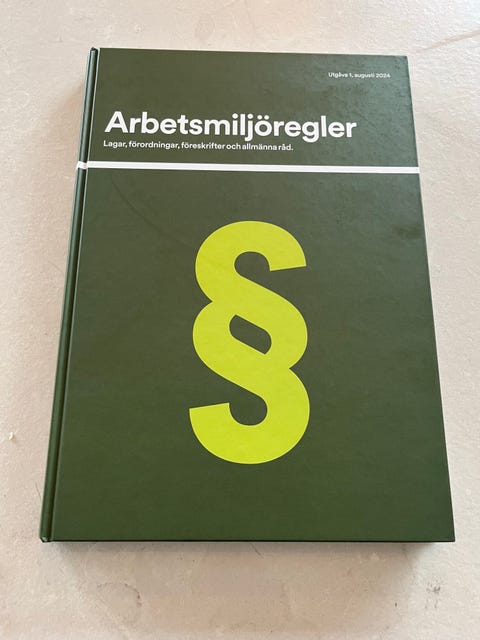 Utgåva 1, augusti 2024
Arbetsmiljöregler
Lagar, förordningar, föreskrifter och allmänna råd.
§